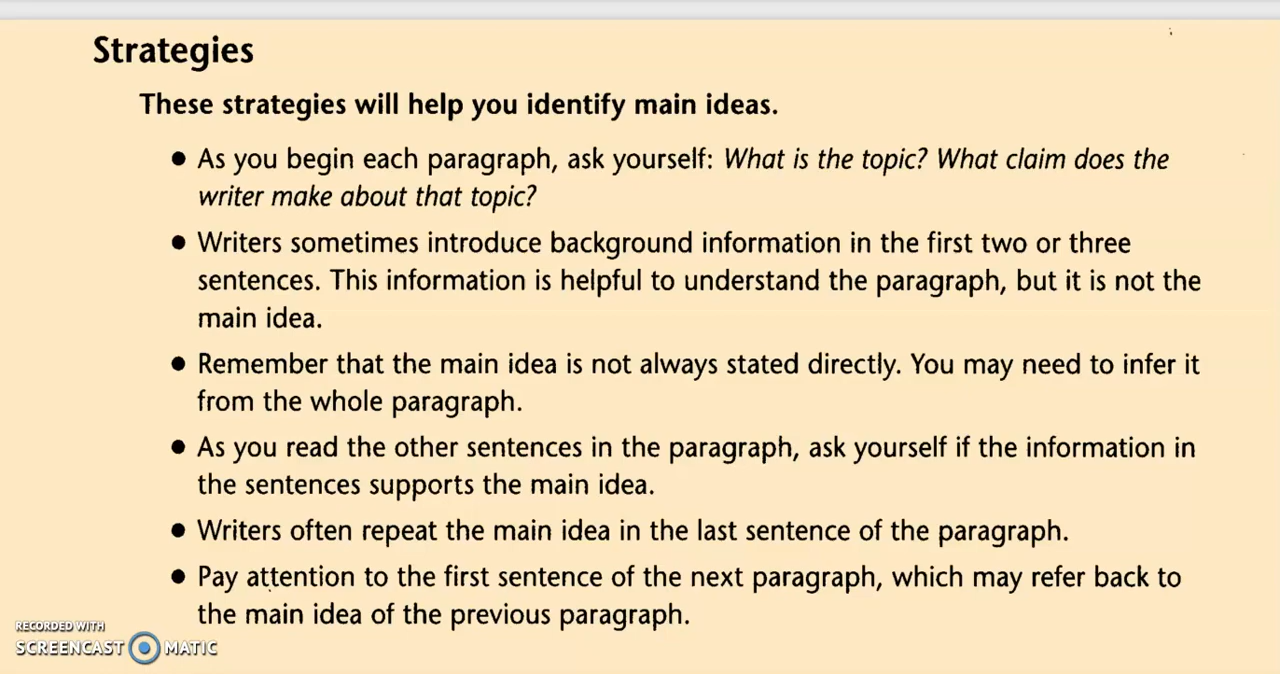 Strategies
These strategies will help you identify main ideas.
● As you begin each paragraph, ask yourself: What is the topic? What claim does the
writer make about that topic?
● Writers sometimes introduce background information in the first two or three
sentences. This information is helpful to understand the paragraph, but it is not the
main idea.
● Remember that the main idea is not always stated directly. You may need to infer it
from the whole paragraph.
● As you read the other sentences in the paragraph, ask yourself if the information in
the sentences supports the main idea.
● Writers often repeat the main idea in the last sentence of the paragraph.
● Pay attention to the first sentence of the next paragraph, which may refer back to
the main idea of the previous paragraph.
RECORDED WITH
SCREENCAST MATIC